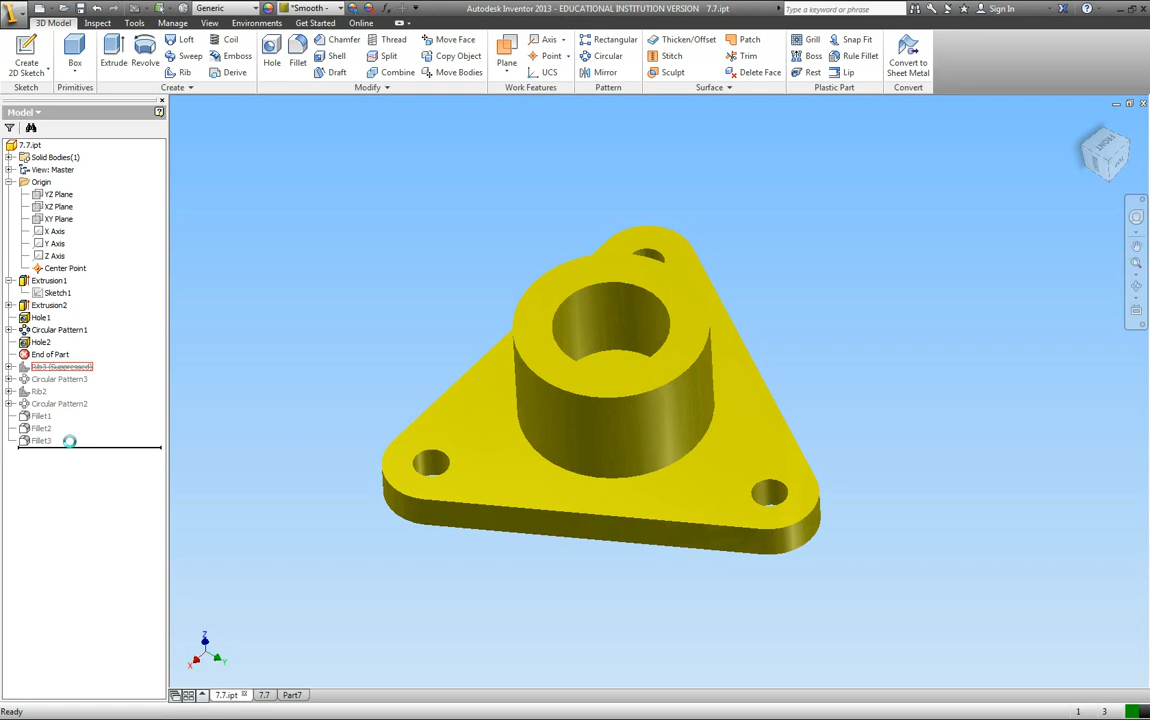 Generic
*Smooth -
Autodesk Inventor 2013 - EDUCATIONAL INSTITUTION VERSION 7.7.ipt
Type a keyword or phrase
Sign In
3D Model Inspect Tools Manage View Environments Get Started Online
Create 2D Sketch
Box
Extrude
Revolve
Loft
Sweep
Rib
Coil
Emboss
Derive
Hole
Fillet
Chamfer
Shell
Draft
Thread
Split
Combine
Move Face
Copy Object
Move Bodies
Plane
Axis
Point
UCS
Rectangular
Circular
Mirror
Thicken/Offset
Stitch
Sculpt
Patch
Trim
Delete Face
Grill
Boss
Rest
Snap Fit
Rule Fillet
Lip
Convert to Sheet Metal
Sketch Primitives Create Modify Work Features Pattern Surface Plastic Part Convert
Model
7.7.ipt
Solid Bodies(1)
View: Master
Origin
YZ Plane
XZ Plane
XY Plane
X Axis
Y Axis
Z Axis
Center Point
Extrusion1
Sketch1
Extrusion2
Hole1
Circular Pattern1
Hole2
End of Part
Rib3 (Suppressed)
Circular Pattern3
Rib2
Circular Pattern2
Fillet1
Fillet2
Fillet3
FRONT
Z
X
Y
7.7.ipt 7.7 Part7
Ready
1 3